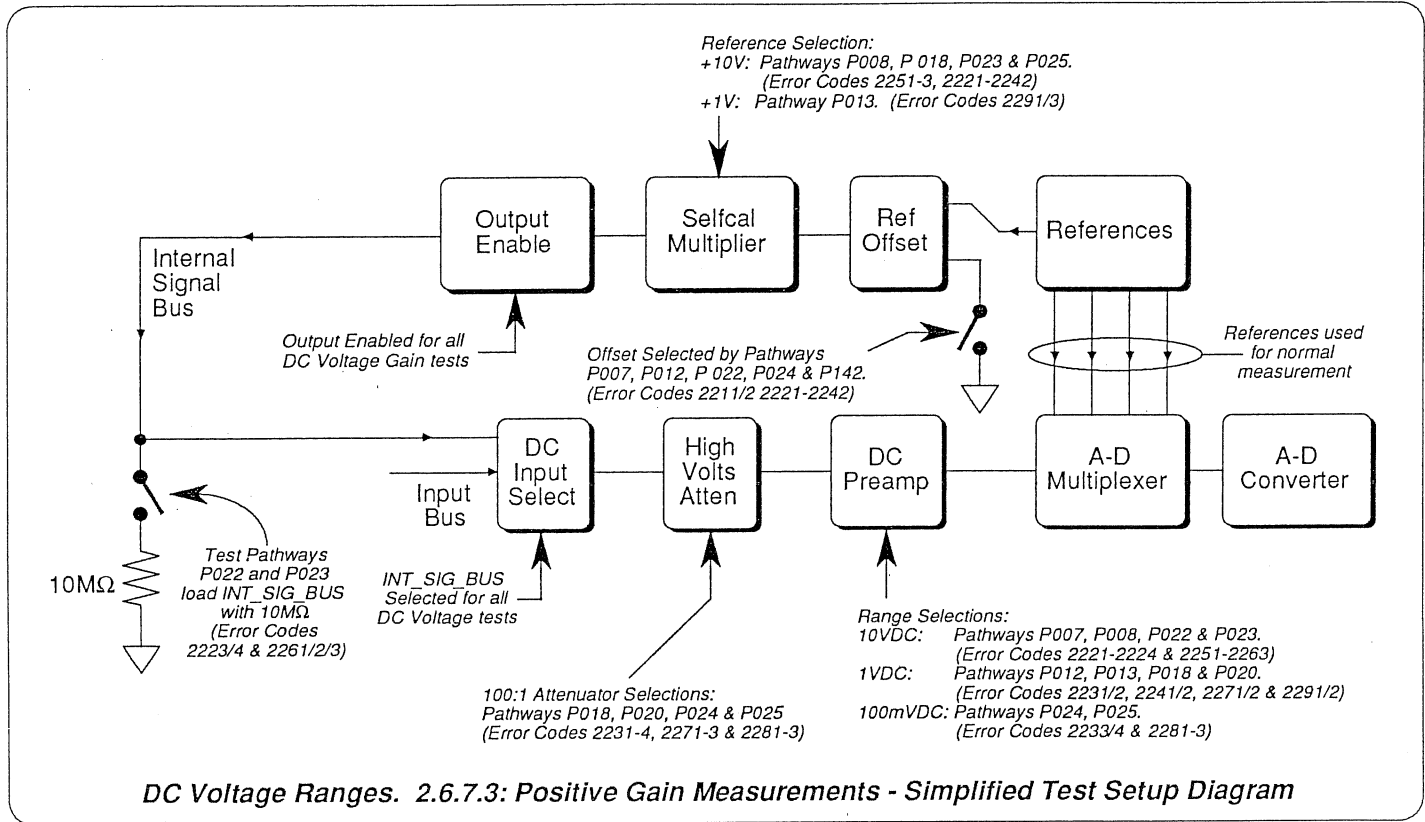 Reference Selection:
+10V: Pathways P008, P 018, P023 & P025.
(Error Codes 2251-3, 2221-2242)
+1V: Pathway P013. (Error Codes 2291/3)
Output
Enable
Selfcal
Multiplier
Ref
Offset
References
Internal
Signal
Bus
Output Enabled for all
DC Voltage Gain tests
Offset Selected by Pathways
P007, P012, P 022, P024 & P142.
(Error Codes 2211/2 2221-2242)
References used
for normal
measurement
DC
Input
Select
High
Volts
Atten
DC
Preamp
A-D
Multiplexer
A-D
Converter
Input
Bus
10MΩ
Test Pathways
P022 and P023
load INT_SIG_BUS
with 10MΩ
(Error Codes
2223/4 & 2261/2/3)
INT_SIG_BUS
Selected for all
DC Voltage tests
100:1 Attenuator Selections:
Pathways P018, P020, P024 & P025
(Error Codes 2231-4, 2271-3 & 2281-3)
Range Selections:
10VDC: Pathways P007, P008, P022 & P023.
(Error Codes 2221-2224 & 2251-2263)
1VDC: Pathways P012, P013, P018 & P020.
(Error Codes 2231/2, 2241/2, 2271/2 & 2291/2)
100mVDC: Pathways P024, P025.
(Error Codes 2233/4 & 2281-3)
DC Voltage Ranges. 2.6.7.3: Positive Gain Measurements - Simplified Test Setup Diagram